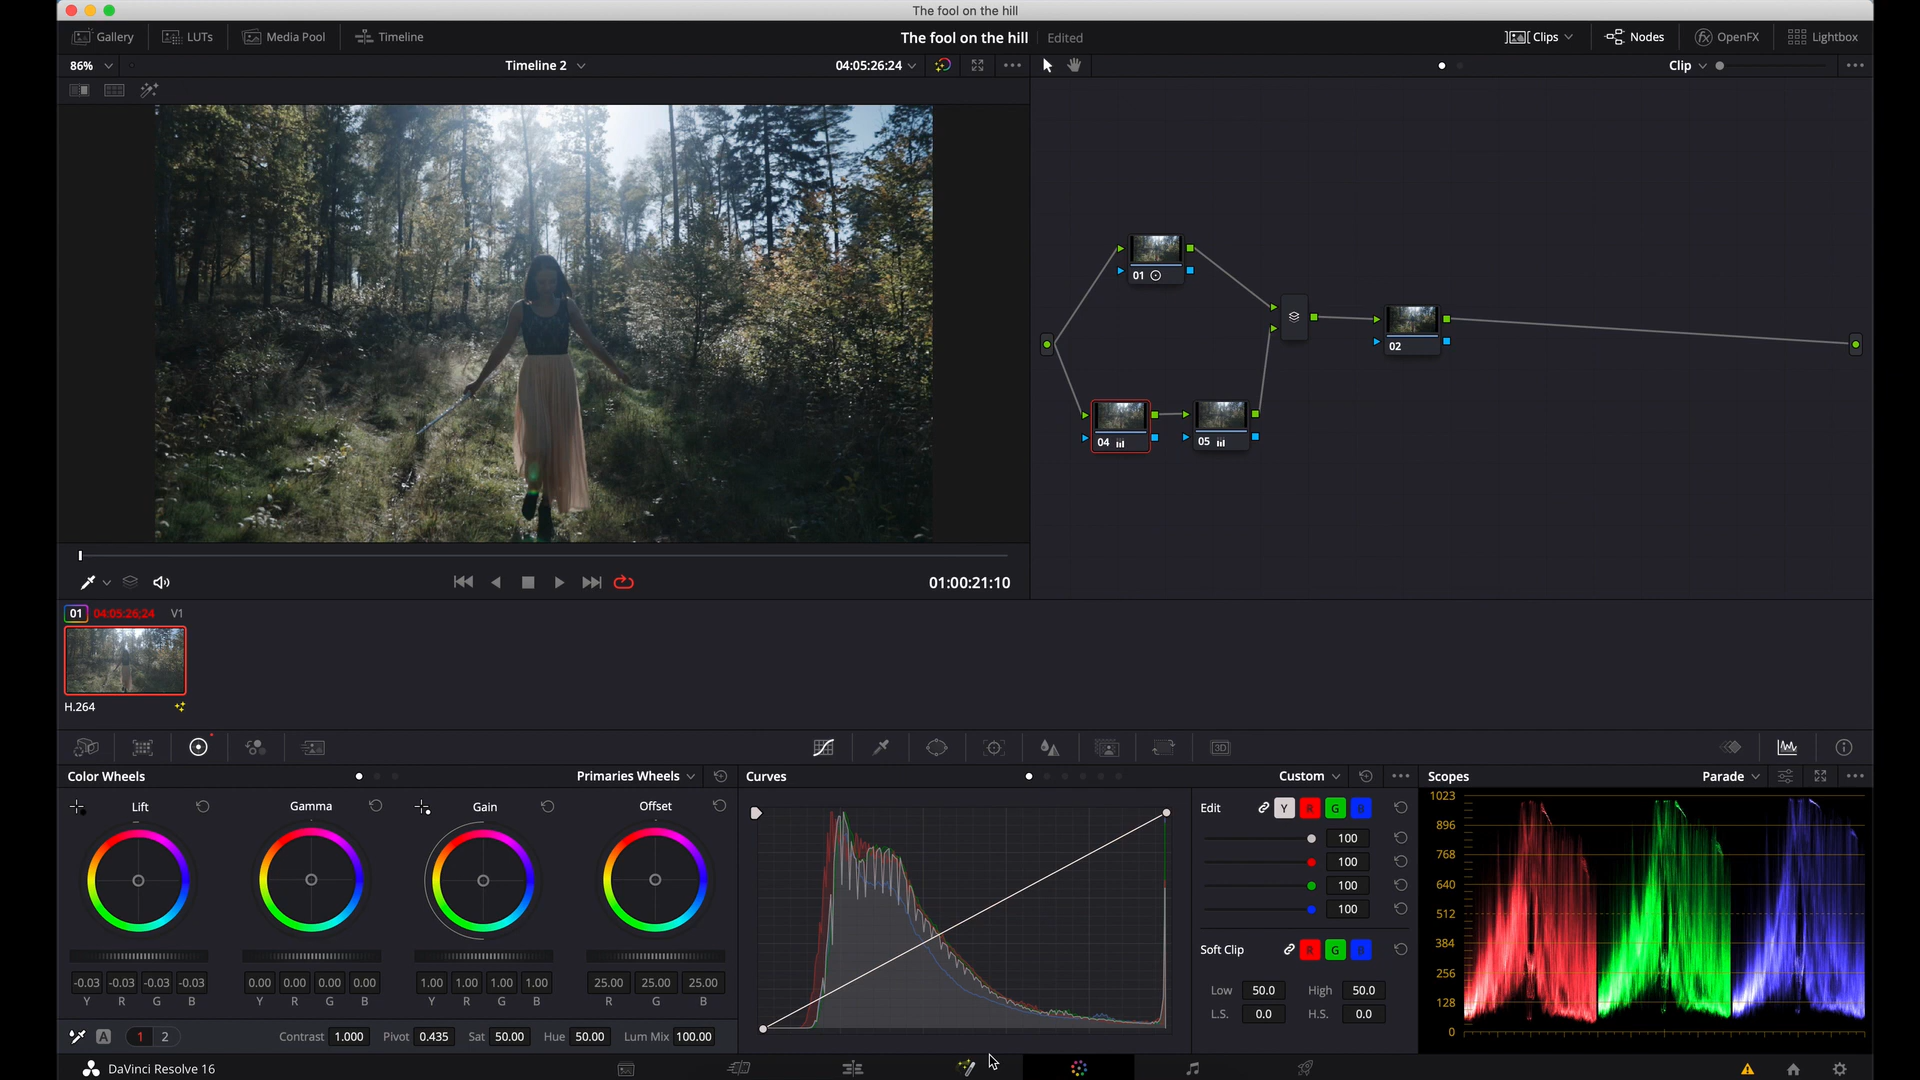 The fool on the hill
Gallery LUTs Media Pool Timeline The fool on the hill Edited Clips Nodes OpenFX Lightbox
86% Timeline 2 04:05:26:24 Clip
01
02
04
05
01:00:21:10
01 04:05:26:24 V1
H.264
3D
Color Wheels Primaries Wheels Curves Custom Scopes Parade
Lift Gamma Gain Offset
Edit Y R G B
100
100
100
100
-0.03 -0.03 -0.03 -0.03 0.00 0.00 0.00 0.00 1.00 1.00 1.00 1.00 25.00 25.00 25.00
Y R G B Y R G B Y R G B R G B
Soft Clip R G B
Low 50.0 High 50.0
L.S. 0.0 H.S. 0.0
1023
896
768
640
512
384
256
128
0
A 1 2 Contrast 1.000 Pivot 0.435 Sat 50.00 Hue 50.00 Lum Mix 100.00
DaVinci Resolve 16